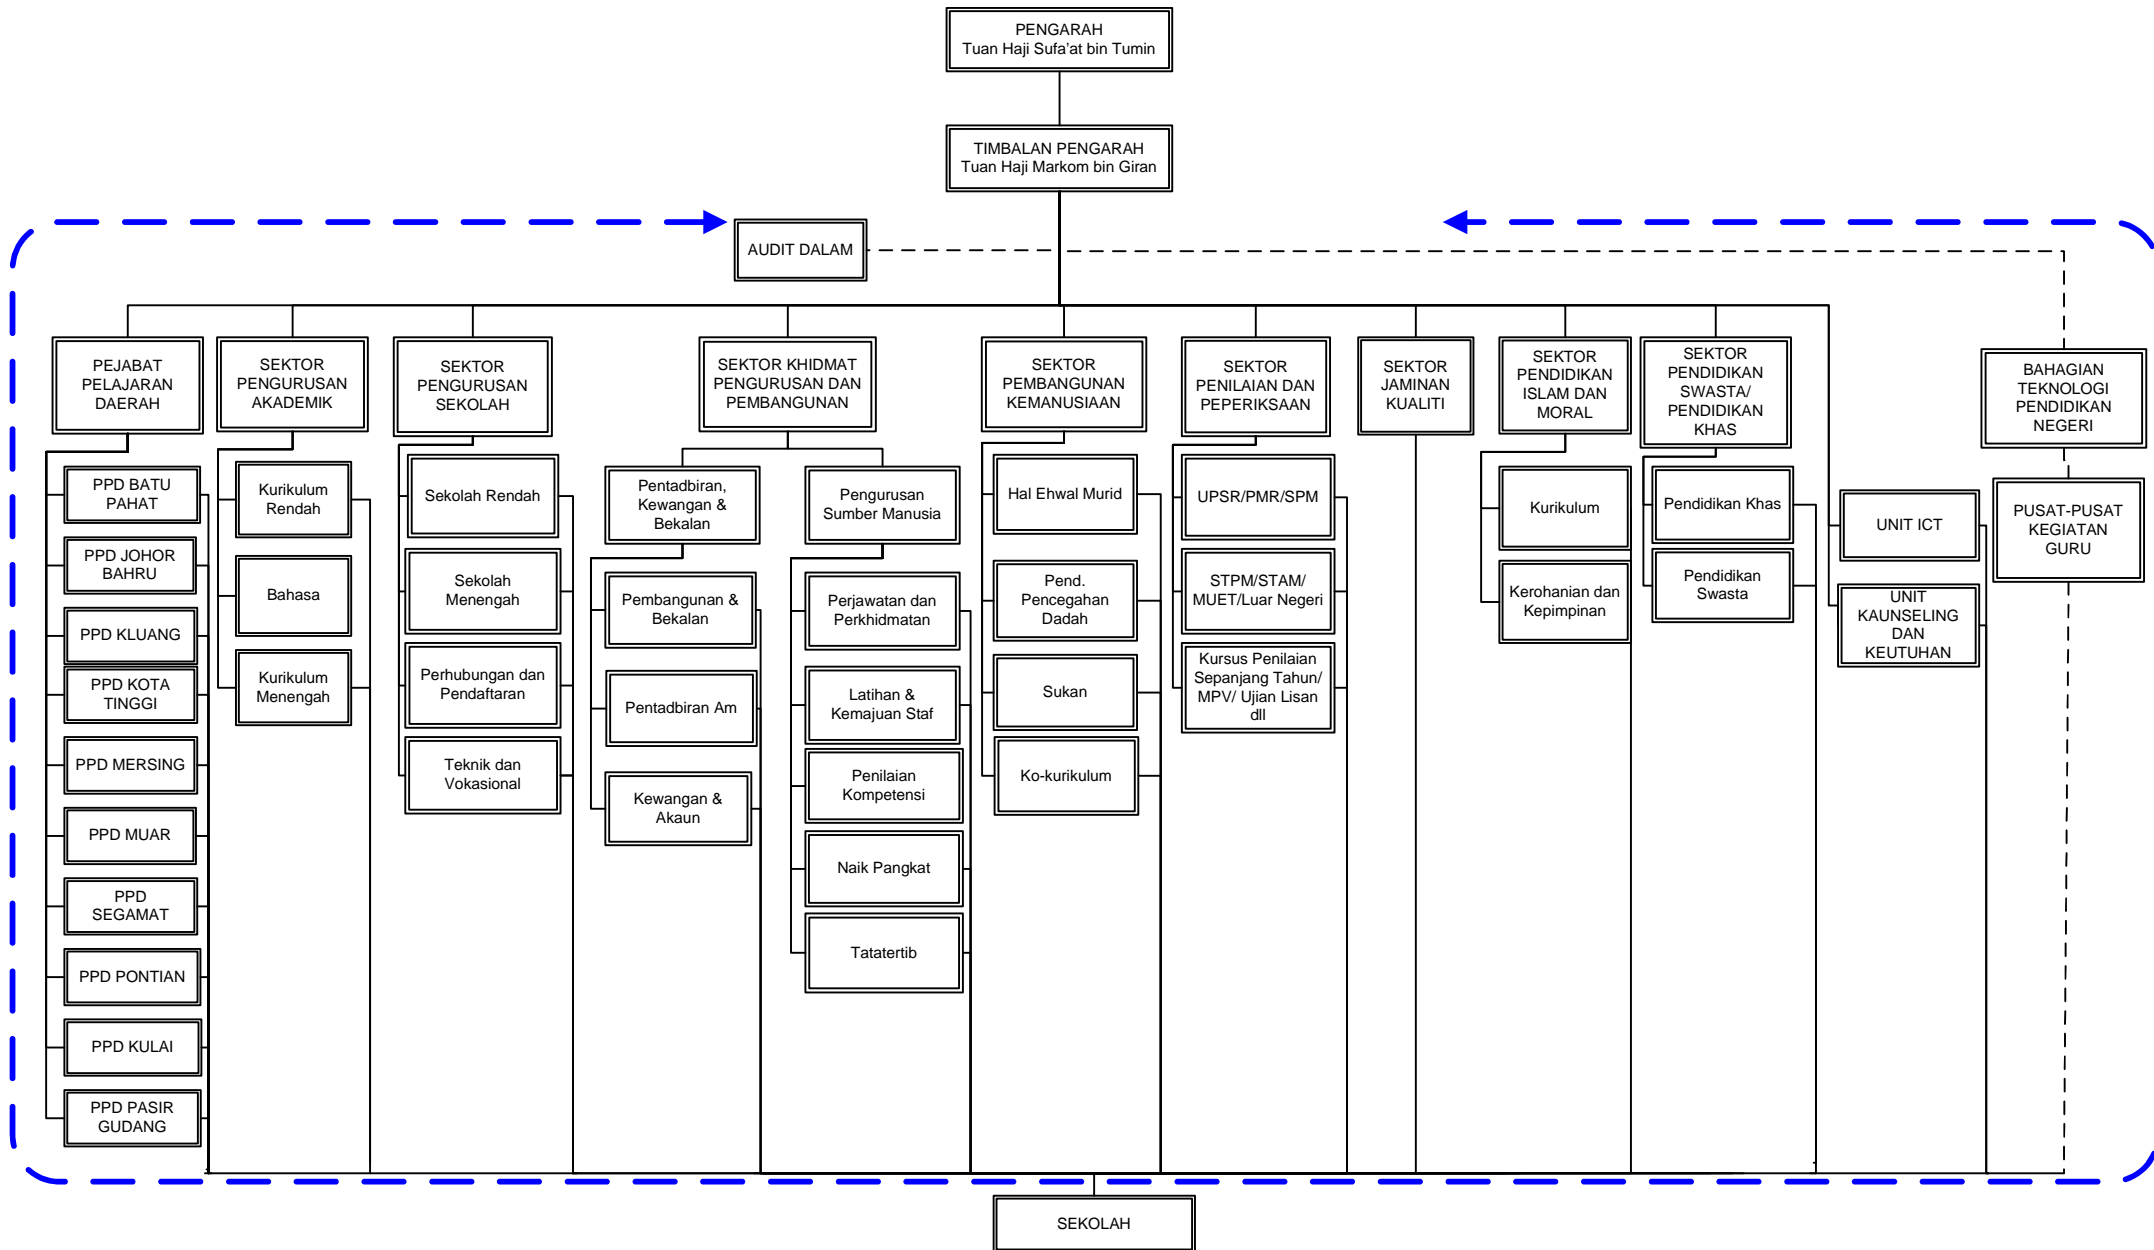 PENGARAH
Tuan Haji Sufa'at bin Tumin
TIMBALAN PENGARAH
Tuan Haji Markom bin Giran
AUDIT DALAM
PEJABAT
PELAJARAN
DAERAH
SEKTOR
PENGURUSAN
AKADEMIK
SEKTOR
PENGURUSAN
SEKOLAH
SEKTOR KHIDMAT
PENGURUSAN DAN
PEMBANGUNAN
SEKTOR
PEMBANGUNAN
KEMANUSIAAN
SEKTOR
PENILAIAN DAN
PEPERIKSAAN
SEKTOR
JAMINAN
KUALITI
SEKTOR
PENDIDIKAN
ISLAM DAN
MORAL
SEKTOR
PENDIDIKAN
SWASTA/
PENDIDIKAN
KHAS
BAHAGIAN
TEKNOLOGI
PENDIDIKAN
NEGERI
PPD BATU
PAHAT
PPD JOHOR
BAHRU
PPD KLUANG
PPD KOTA
TINGGI
PPD MERSING
PPD MUAR
PPD
SEGAMAT
PPD PONTIAN
PPD KULAI
PPD PASIR
GUDANG
Kurikulum
Rendah
Bahasa
Kurikulum
Menengah
Sekolah Rendah
Sekolah
Menengah
Perhubungan dan
Pendaftaran
Teknik dan
Vokasional
Pentadbiran,
Kewangan &
Bekalan
Pembangunan &
Bekalan
Pentadbiran Am
Kewangan &
Akaun
Pengurusan
Sumber Manusia
Perjawatan dan
Perkhidmatan
Latihan &
Kemajuan Staf
Penilaian
Kompetensi
Naik Pangkat
Tatatertib
Hal Ehwal Murid
Pend.
Pencegahan
Dadah
Sukan
Ko-kurikulum
UPSR/PMR/SPM
STPM/STAM/
MUET/Luar Negeri
Kursus Penilaian
Sepanjang Tahun/
MPV/ Ujian Lisan
dll
Kurikulum
Kerohanian dan
Kepimpinan
Pendidikan Khas
Pendidikan
Swasta
UNIT ICT
UNIT
KAUNSELING
DAN
KEUTUHAN
PUSAT-PUSAT
KEGIATAN
GURU
SEKOLAH